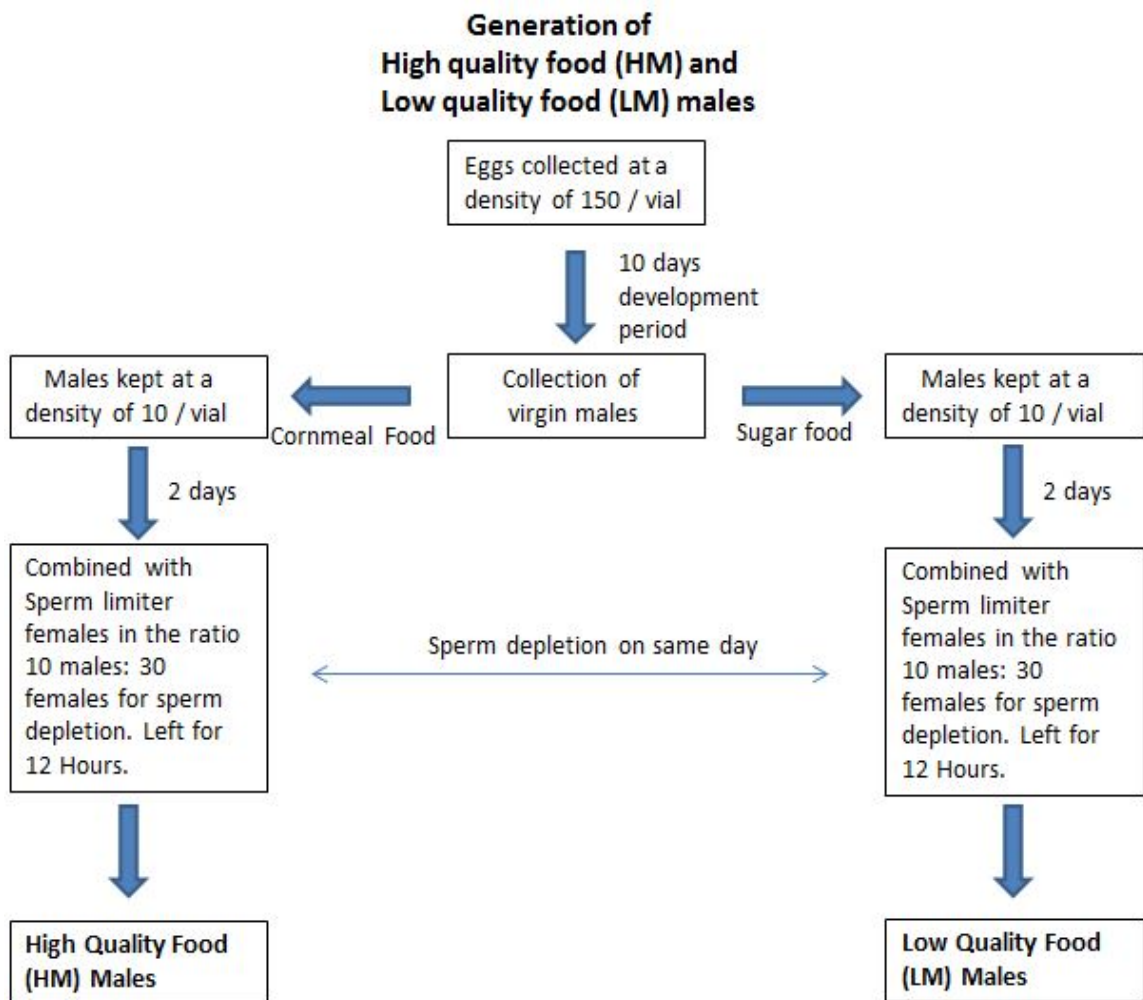 Generation of
High quality food (HM) and
Low quality food (LM) males
Eggs collected at a
density of 150 / vial
10 days
development
period
Males kept at a
density of 10 / vial
Cornmeal Food
Collection of
virgin males
Sugar food
Males kept at a
density of 10 / vial
2 days
2 days
Combined with
Sperm limiter
females in the ratio
10 males: 30
females for sperm
depletion. Left for
12 Hours.
Sperm depletion on same day
Combined with
Sperm limiter
females in the ratio
10 males: 30
females for sperm
depletion. Left for
12 Hours.
High Quality Food
(HM) Males
Low Quality Food
(LM) Males